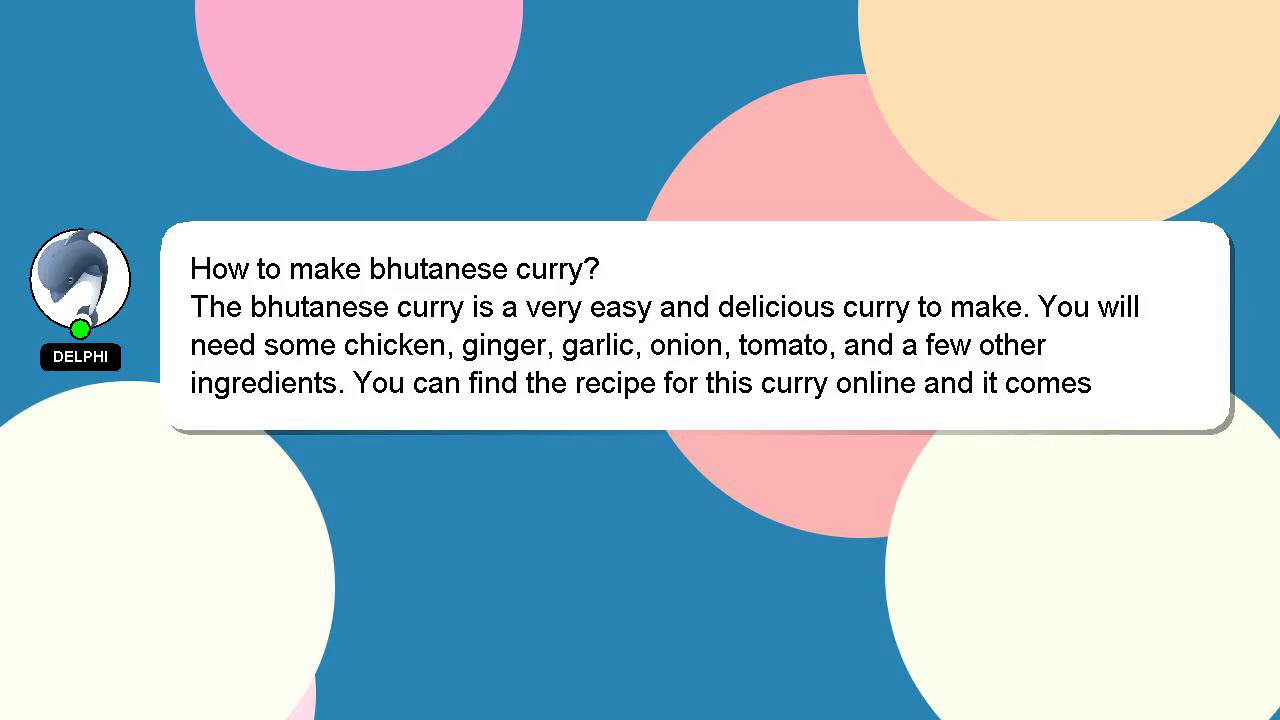 How to make bhutanese curry?
The bhutanese curry is a very easy and delicious curry to make. You will
need some chicken, ginger, garlic, onion, tomato, and a few other
ingredients. You can find the recipe for this curry online and it comes
DELPHI